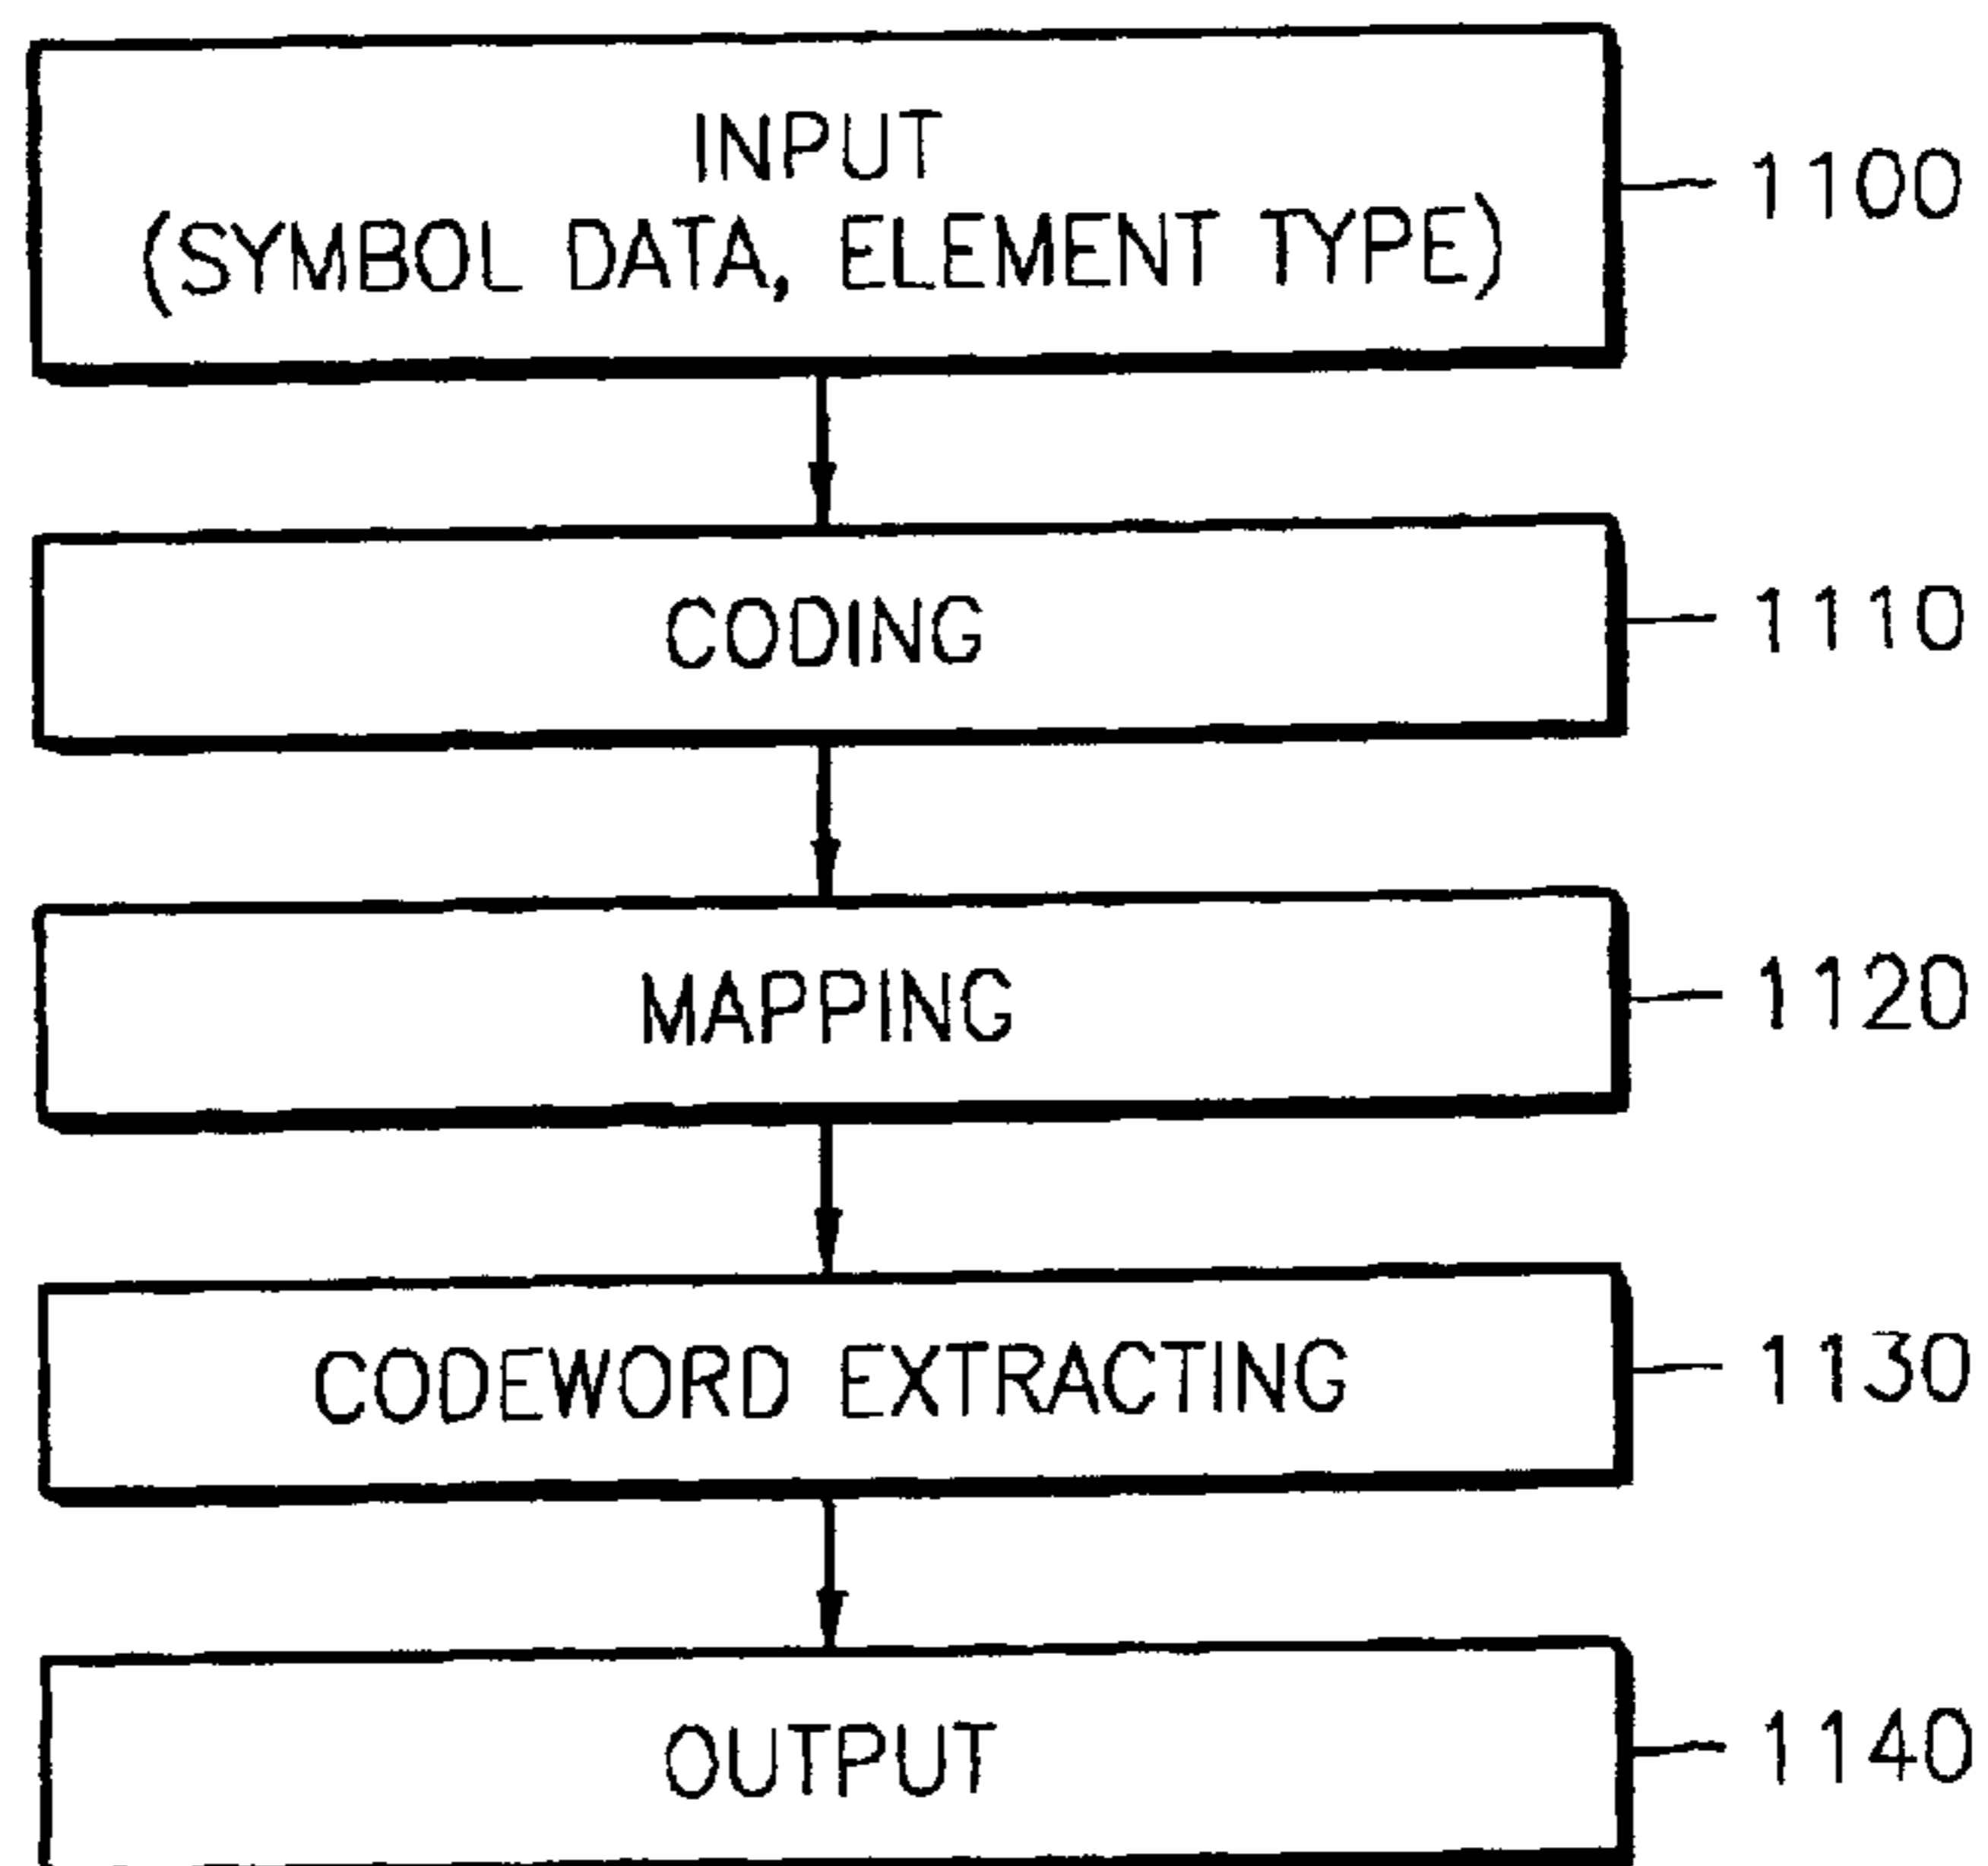 INPUT
(SYMBOL DATA, ELEMENT TYPE)
1100
CODING
1110
MAPPING
1120
CODEWORD EXTRACTING
1130
OUTPUT
1140